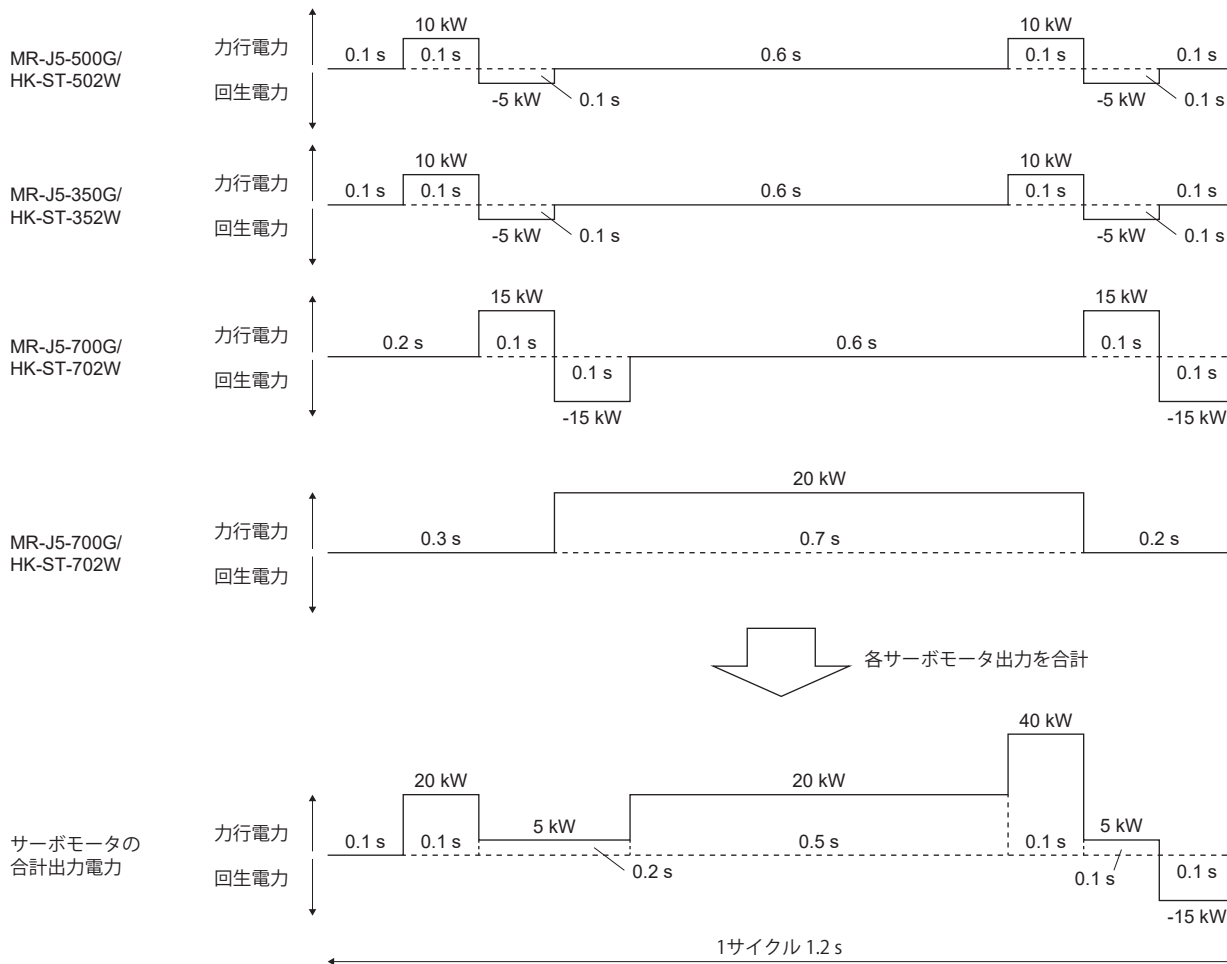 MR-J5-500G/
HK-ST-502W
力行電力
回生電力
0.1 s
10 kW
0.1 s
-5 kW
0.1 s
0.6 s
10 kW
0.1 s
-5 kW
0.1 s
0.1 s
MR-J5-350G/
HK-ST-352W
力行電力
回生電力
0.1 s
10 kW
0.1 s
-5 kW
0.1 s
0.6 s
10 kW
0.1 s
-5 kW
0.1 s
0.1 s
MR-J5-700G/
HK-ST-702W
力行電力
回生電力
0.2 s
15 kW
0.1 s
0.1 s
-15 kW
0.6 s
15 kW
0.1 s
0.1 s
-15 kW
MR-J5-700G/
HK-ST-702W
力行電力
回生電力
0.3 s
20 kW
0.7 s
0.2 s
各サーボモータ出力を合計
サーボモータの
合計出力電力
力行電力
回生電力
0.1 s
20 kW
0.1 s
5 kW
0.2 s
20 kW
0.5 s
40 kW
0.1 s
5 kW
0.1 s
0.1 s
-15 kW
1サイクル 1.2 s